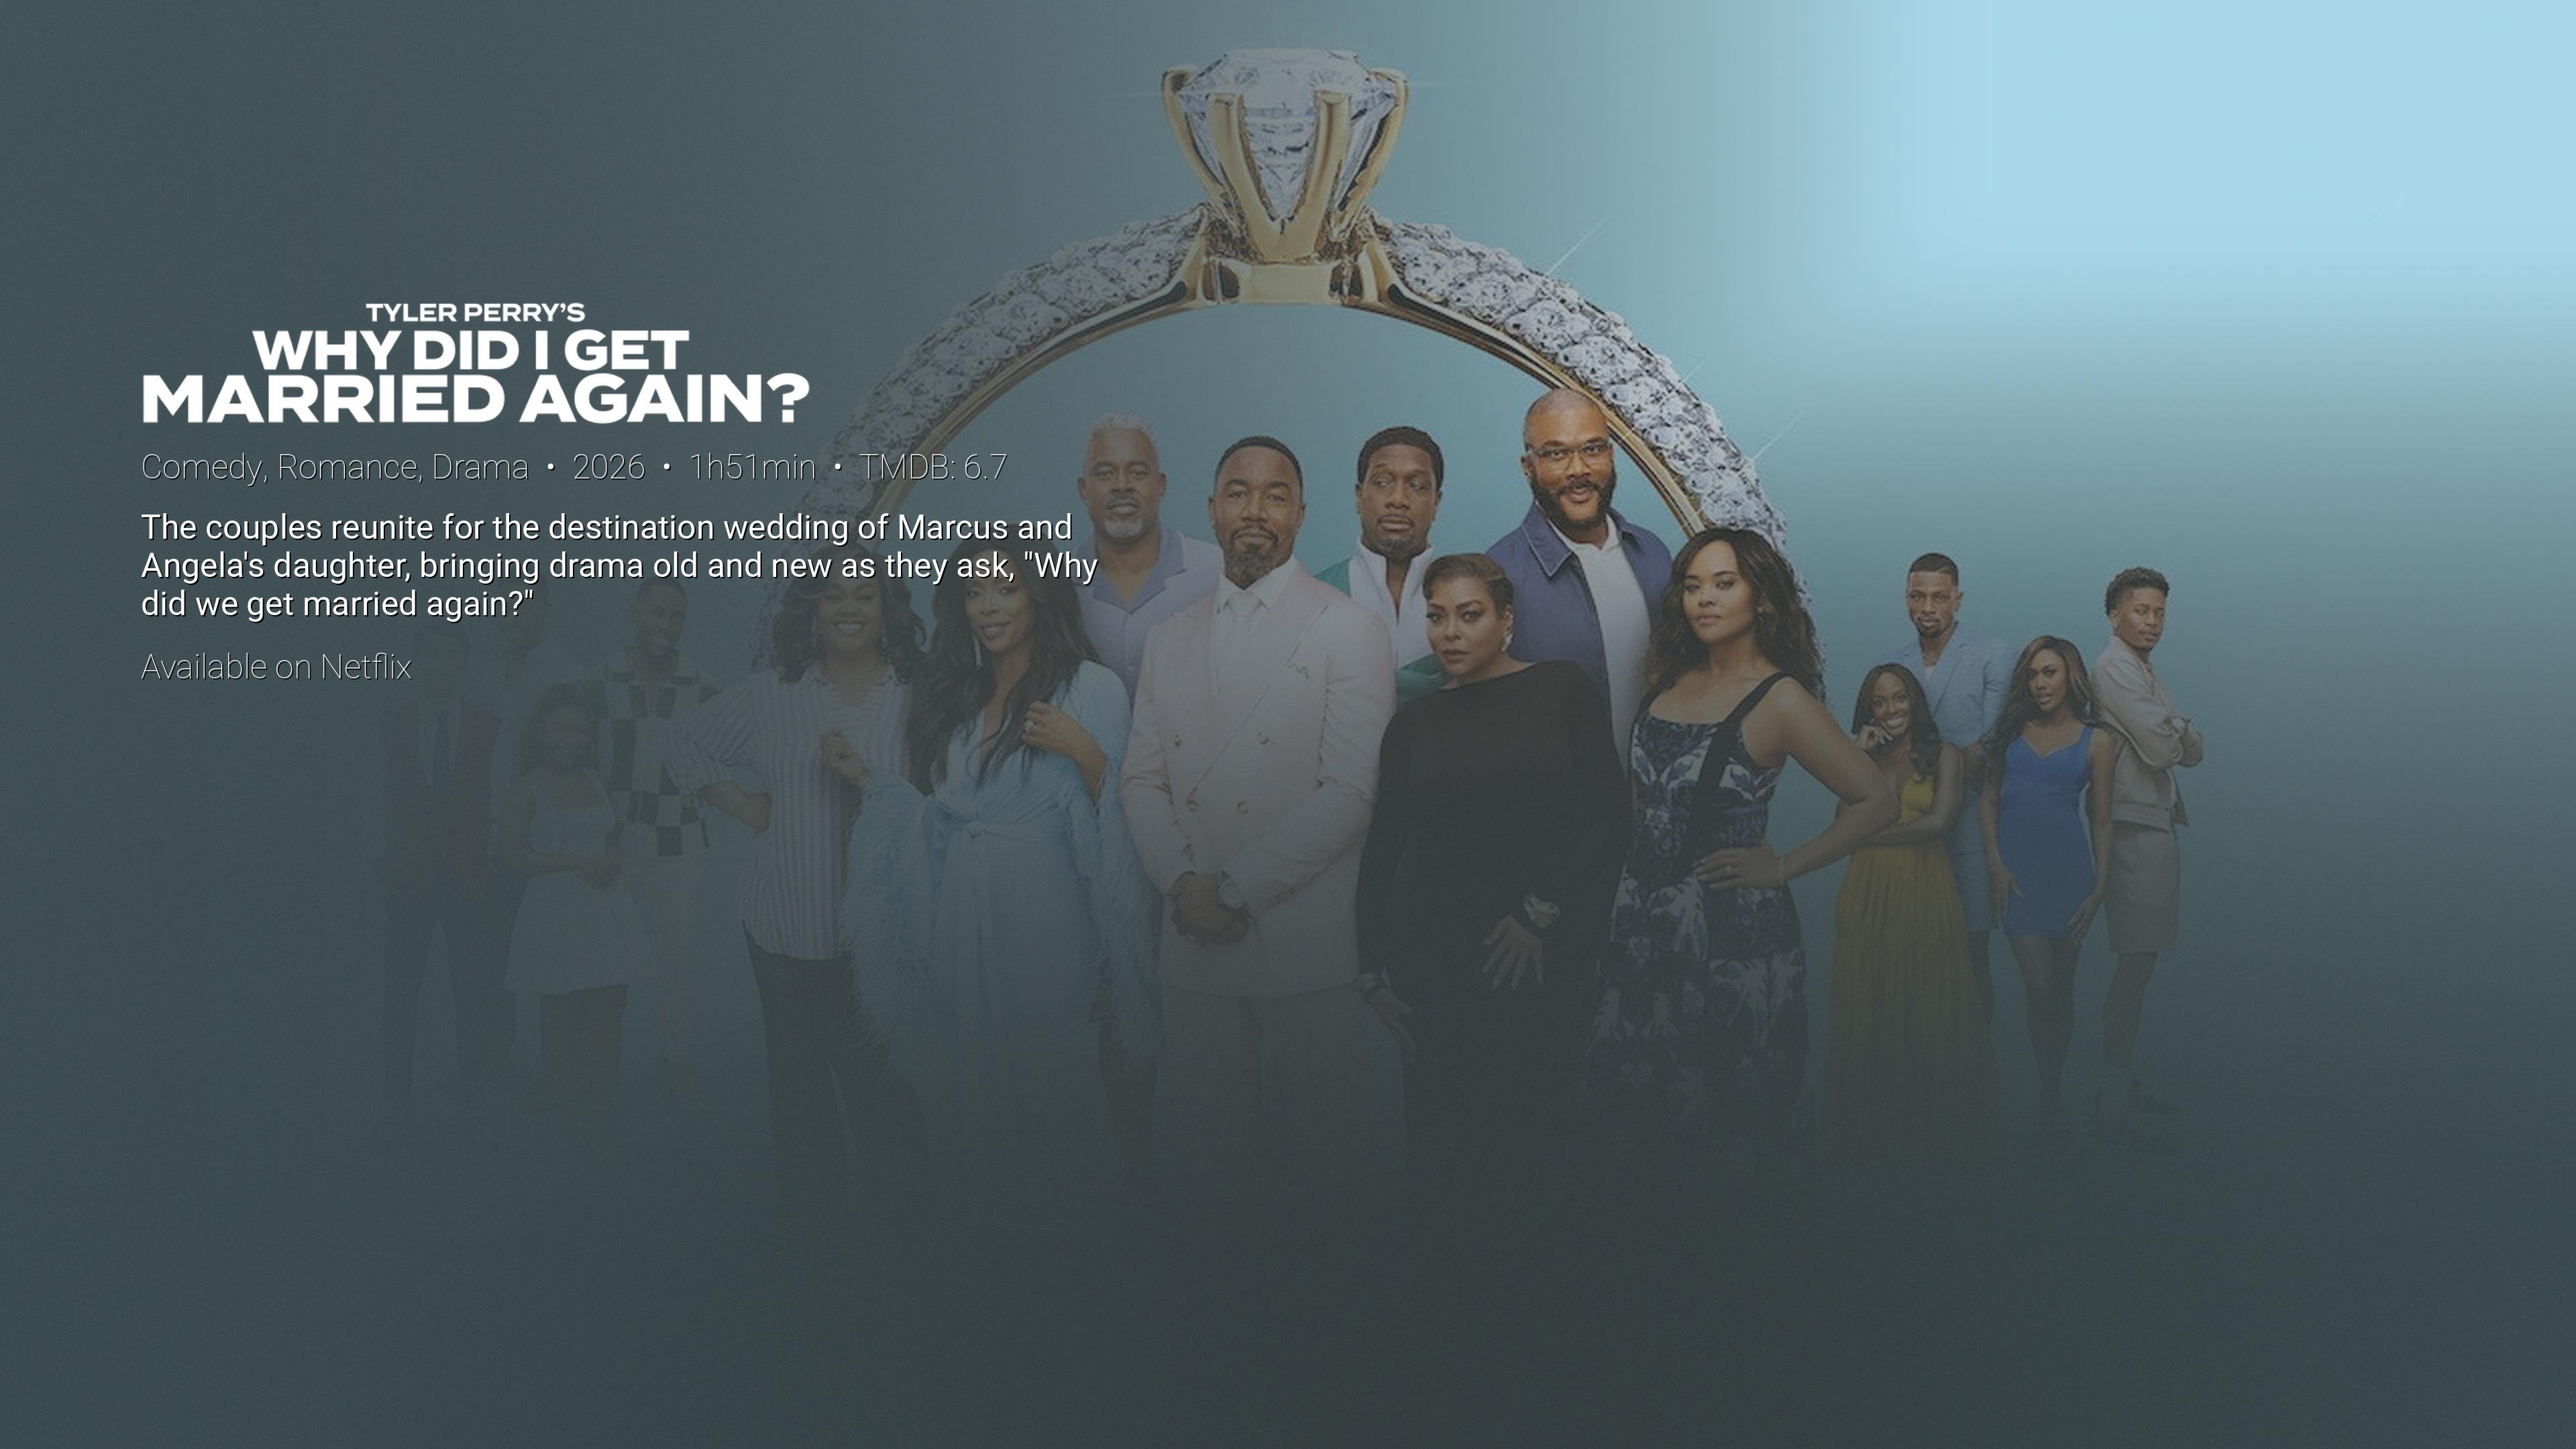 TYLER PERRY'S
WHY DID I GET
MARRIED AGAIN?
Comedy, Romance, Drama • 2026 • 1h51min • TMDB: 6.7
The couples reunite for the destination wedding of Marcus and
Angela's daughter, bringing drama old and new as they ask, "Why
did we get married again?"
Available on Netflix